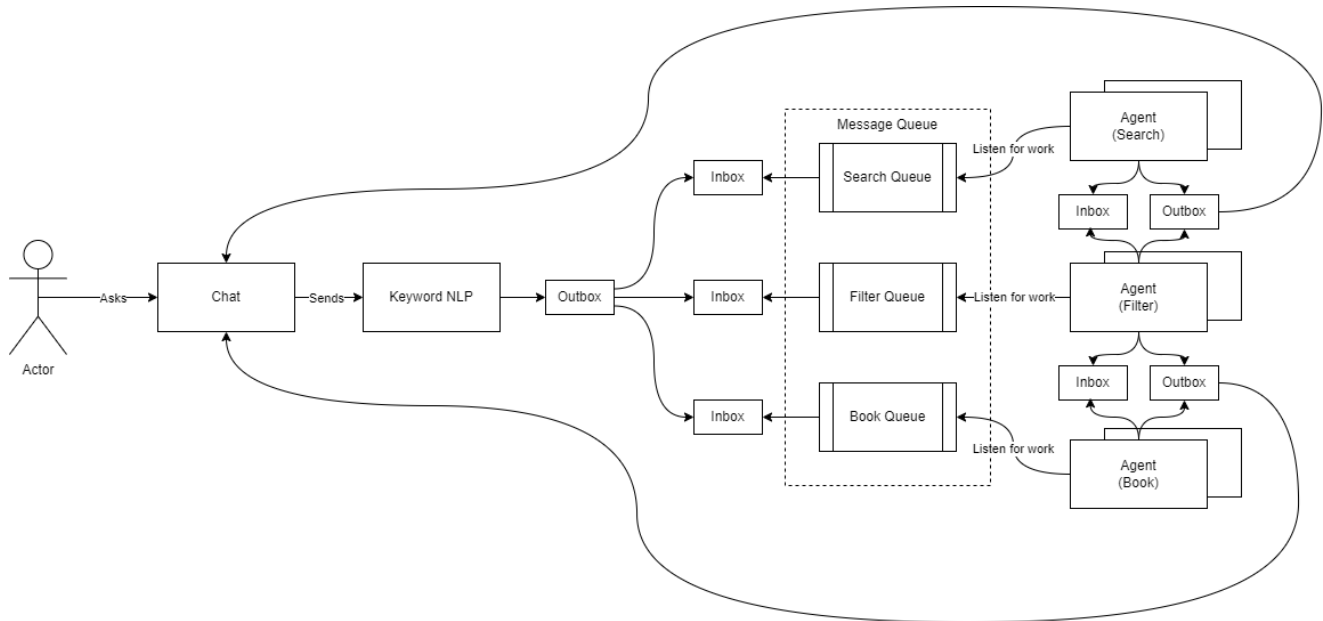 Message Queue
Agent
(Search)
Listen for work
Inbox
Search Queue
Inbox
Outbox
Asks
Chat
Sends
Keyword NLP
Outbox
Inbox
Filter Queue
Listen for work
Agent
(Filter)
Actor
Inbox
Outbox
Inbox
Book Queue
Listen for work
Agent
(Book)